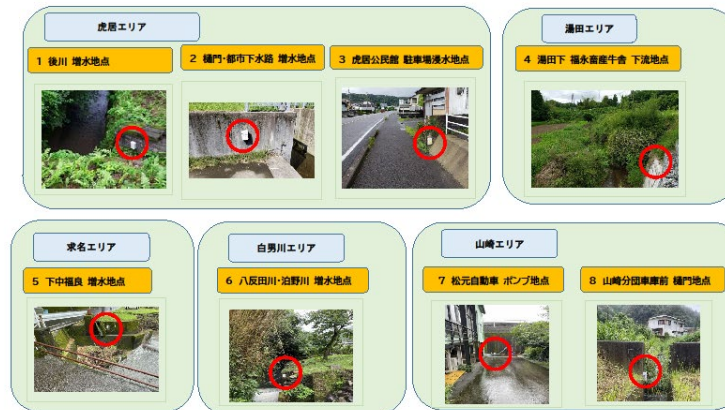 虎居エリア
1 後川 増水地点
2 樋門・都市下水路 増水地点
3 虎居公民館 駐車場浸水地点
湯田エリア
4 湯田下 福永畜産牛舎 下流地点
求名エリア
5 下中福良 増水地点
白男川エリア
6 八反田川・泊野川 増水地点
山崎エリア
7 松元自動車 ポンプ地点
8 山崎分団車庫前 樋門地点